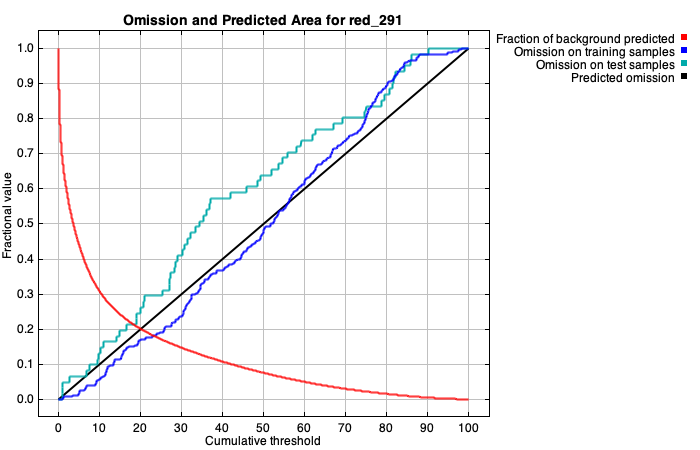 Omission and Predicted Area for red_291
Fraction of background predicted
Omission on training samples
Omission on test samples
Predicted omission
Fractional value
1.0
0.9
0.8
0.7
0.6
0.5
0.4
0.3
0.2
0.1
0.0
0 10 20 30 40 50 60 70 80 90 100
Cumulative threshold